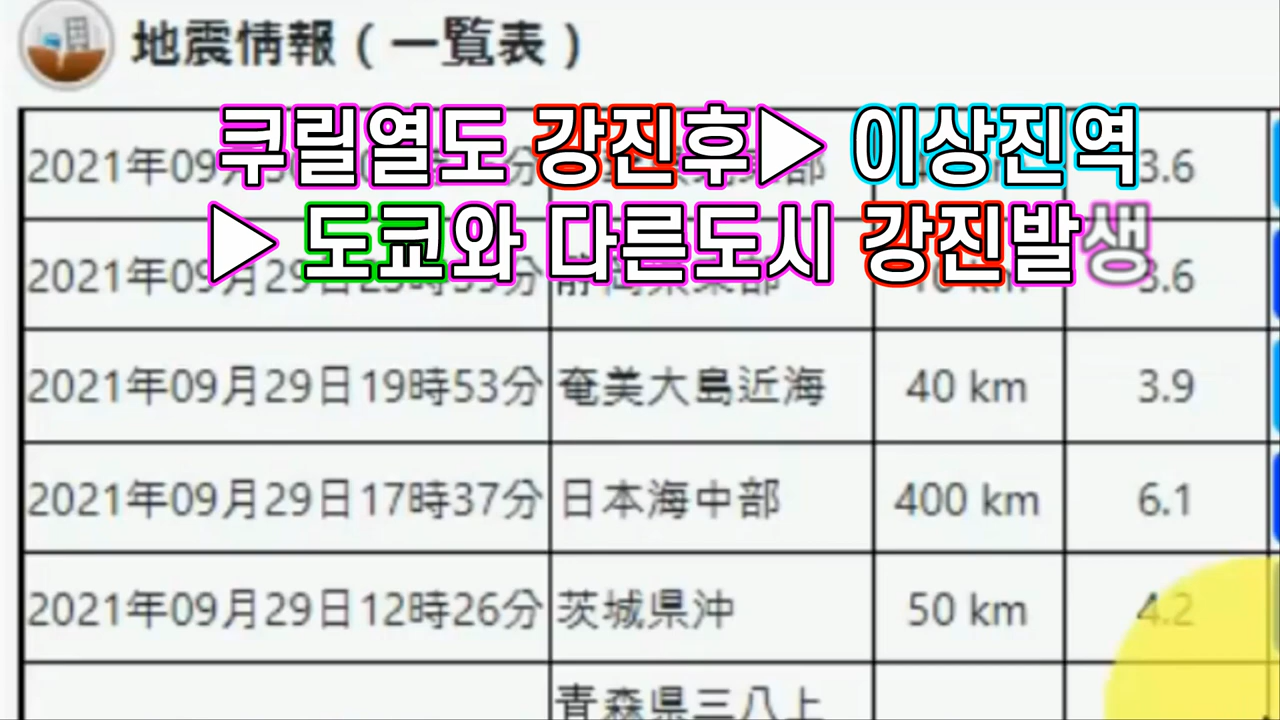 地震情報（一覧表）
쿠릴열도 강진후▶ 이상진역
▶ 도쿄와 다른도시 강진발생
2021年09月 3.6
2021年09月29日 3.6
2021年09月29日19時53分 奄美大島近海 40 km 3.9
2021年09月29日17時37分 日本海中部 400 km 6.1
2021年09月29日12時26分 茨城県沖 50 km 4.2
青森県三八上